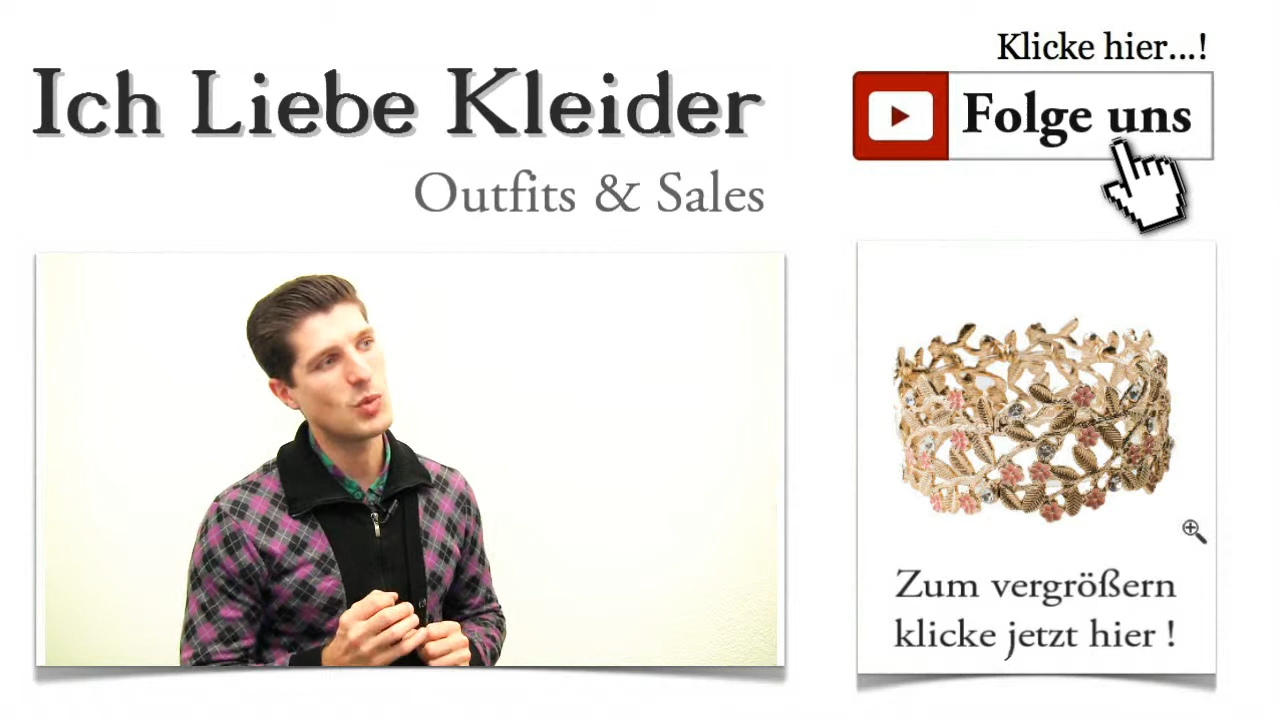 Ich Liebe Kleider
Outfits & Sales
Klicke hier...!
Folge uns
Zum vergrößern
klicke jetzt hier !